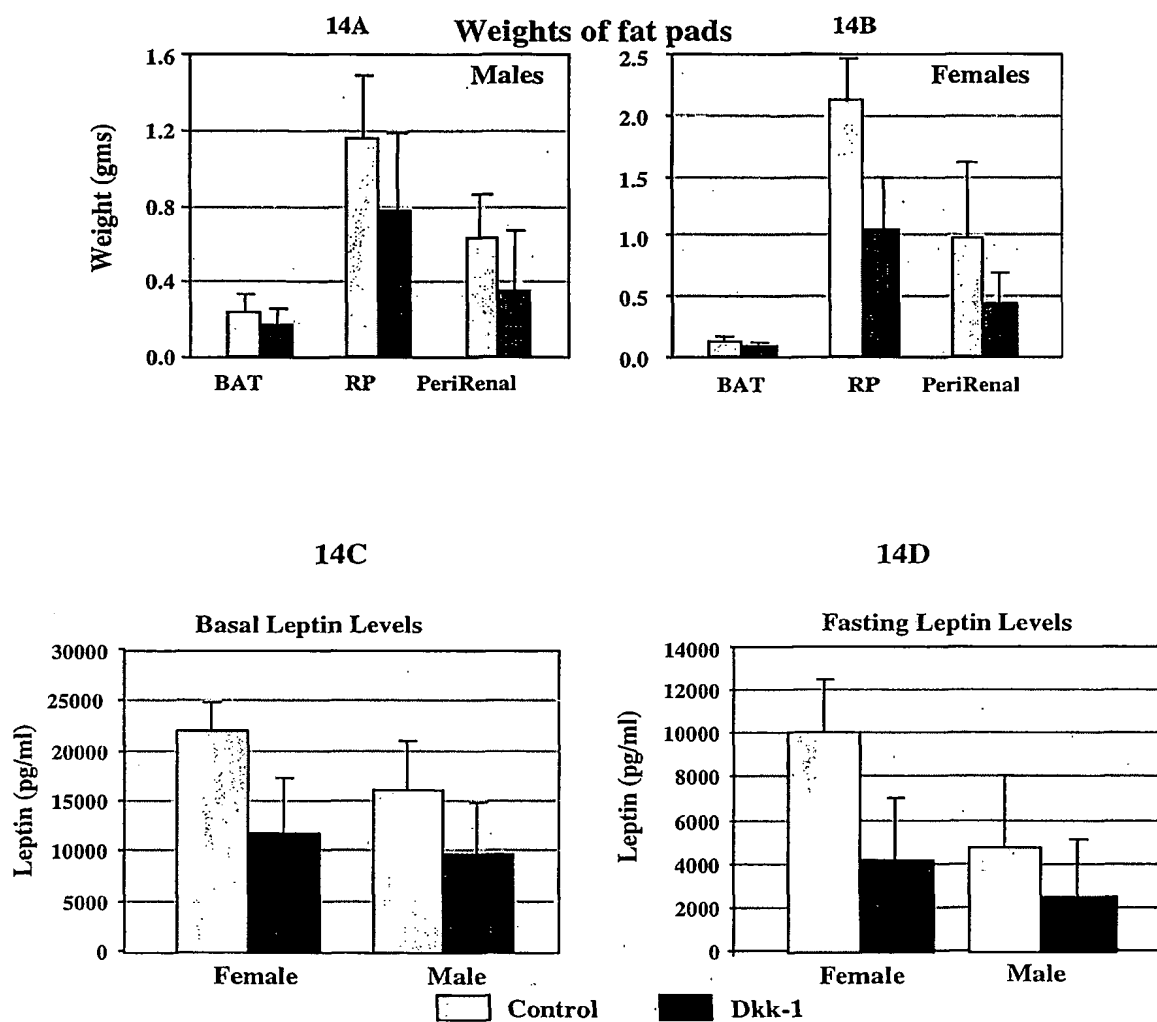 14A
Weights of fat pads
14B
Males
Weight (gms)
1.6
1.2
0.8
0.4
0.0
BAT RP PeriRenal
Females
2.5
2.0
1.5
1.0
0.5
0.0
BAT RP PeriRenal
14C
Basal Leptin Levels
Leptin (pg/ml)
30000
25000
20000
15000
10000
5000
0
Female Male
14D
Fasting Leptin Levels
Leptin (pg/ml)
14000
12000
10000
8000
6000
4000
2000
0
Female Male
Control Dkk-1